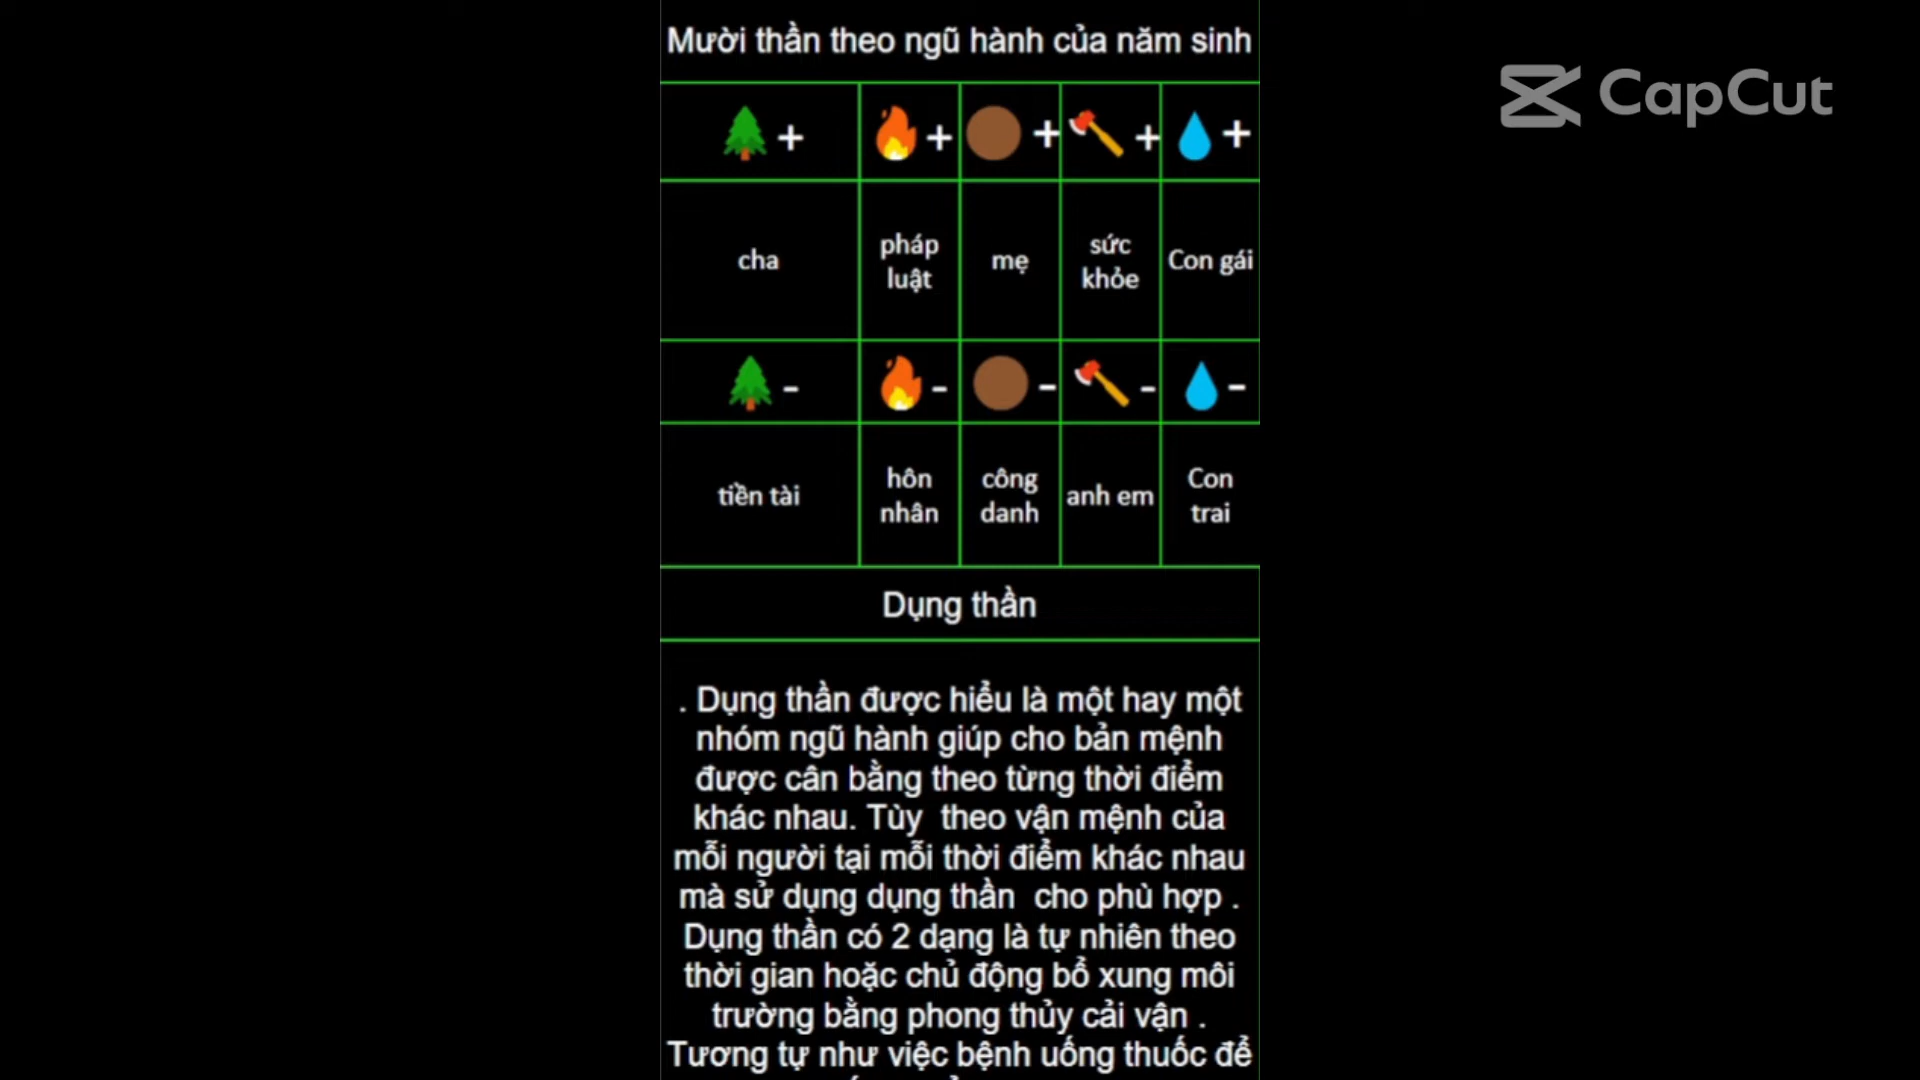 Mười thần theo ngũ hành của năm sinh
CapCut
+ + + + +
cha
pháp
luật
mẹ
sức
khỏe
Con gái
- - - - -
tiền tài
hôn
nhân
công
danh
anh em
Con
trai
Dụng thần
. Dụng thần được hiểu là một hay một
nhóm ngũ hành giúp cho bản mệnh
được cân bằng theo từng thời điểm
khác nhau. Tùy theo vận mệnh của
mỗi người tại mỗi thời điểm khác nhau
mà sử dụng dụng thần cho phù hợp .
Dụng thần có 2 dạng là tự nhiên theo
thời gian hoặc chủ động bổ xung môi
trường bằng phong thủy cải vận .
Tương tự như việc bệnh uống thuốc để